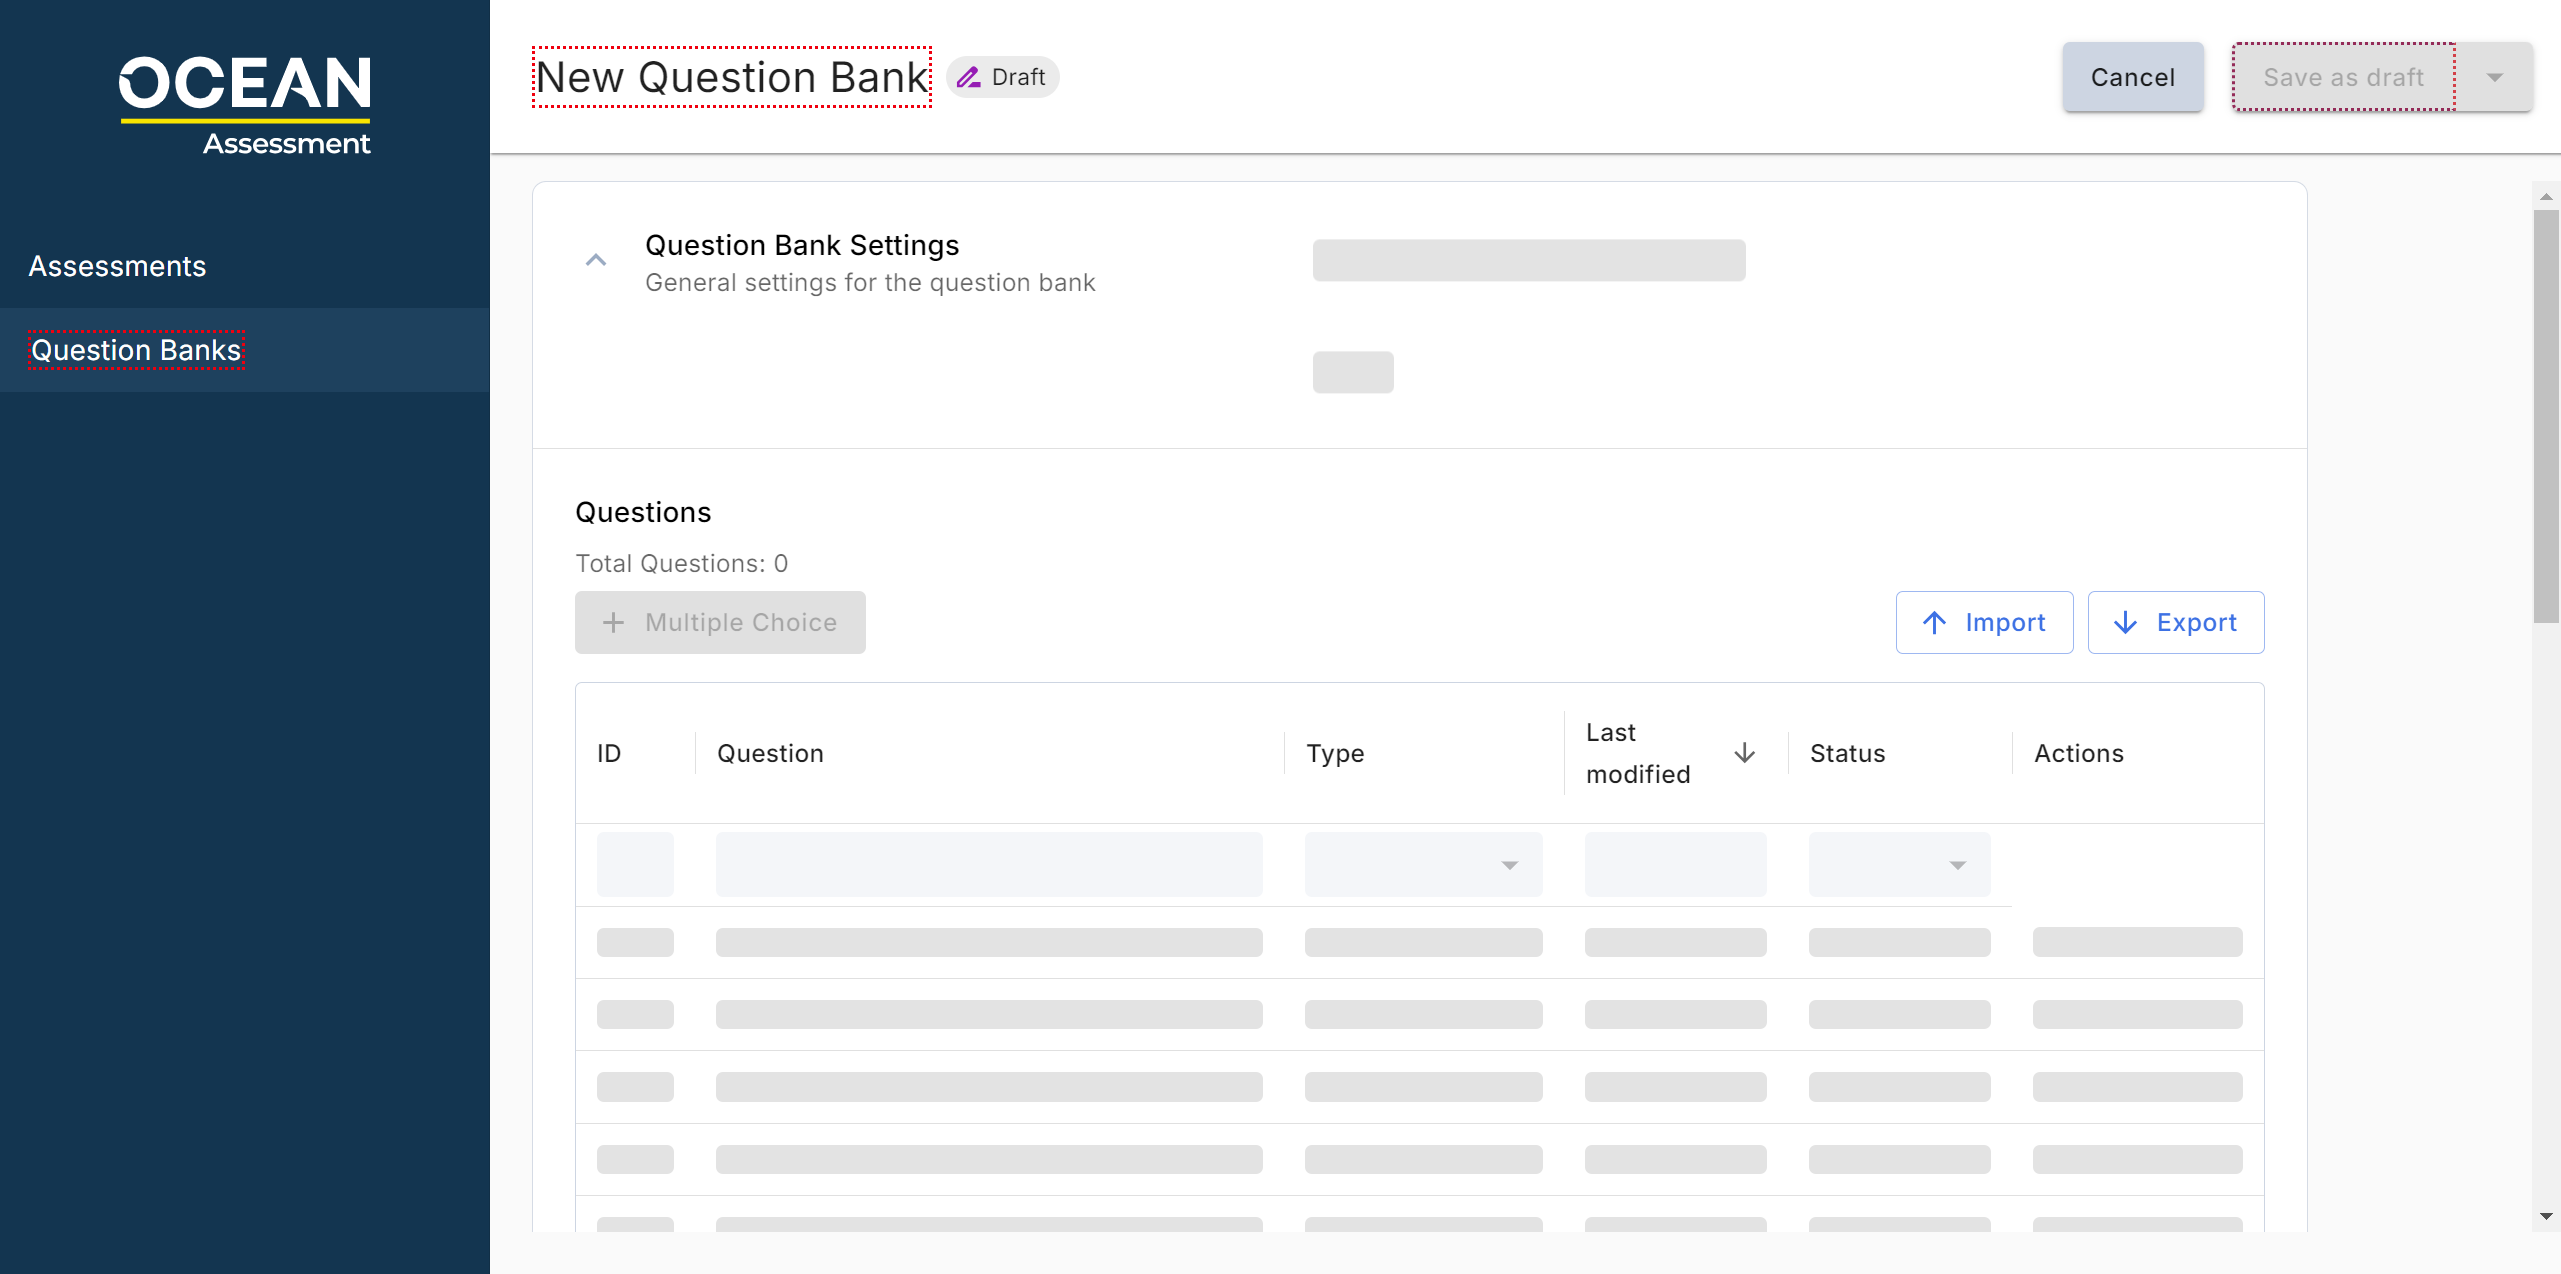 OCEAN
Assessment
Assessments
Question Banks
New Question Bank
Draft
Cancel
Save as draft
Question Bank Settings
General settings for the question bank
Questions
Total Questions: 0
Multiple Choice
Import
Export
ID
Question
Type
Last
modified
Status
Actions